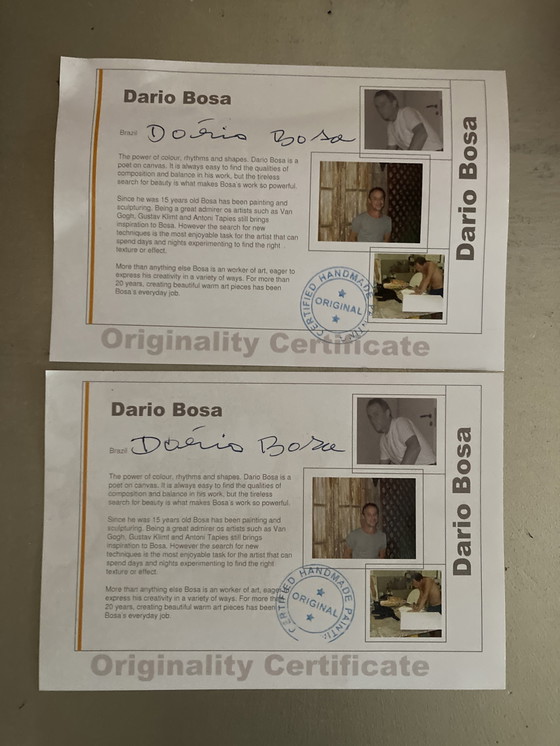 Dario Bosa
Brazil Doério Bosa
The power of colour, rhythms and shapes. Dario Bosa is a
poet on canvas. It is always easy to find the qualities of
composition and balance in his work, but the tireless
search for beauty is what makes Bosa's work so powerful.
Since he was 15 years old Bosa has been painting and
sculpturing. Being a great admirer os artists such as Van
Gogh, Gustav Klimt and Antoni Tapies still brings
inspiration to Bosa. However the search for new
techniques is the most enjoyable task for the artist that can
spend days and nights experimenting to find the right
texture or effect.
More than anything else Bosa is an worker of art, eager to
express his creativity in a variety of ways. For more than
20 years, creating beautiful warm art pieces has been
Bosa's everyday job.
CERTIFIED HANDMADE
ORIGINAL
Originality Certificate
Dario Bosa
Dario Bosa
Brazil Doério Bosa
The power of colour, rhythms and shapes. Dario Bosa is a
poet on canvas. It is always easy to find the qualities of
composition and balance in his work, but the tireless
search for beauty is what makes Bosa's work so powerful.
Since he was 15 years old Bosa has been painting and
sculpturing. Being a great admirer os artists such as Van
Gogh, Gustav Klimt and Antoni Tapies still brings
inspiration to Bosa. However the search for new
techniques is the most enjoyable task for the artist that can
spend days and nights experimenting to find the right
texture or effect.
More than anything else Bosa is an worker of art, eager
express his creativity in a variety of ways. For more
20 years, creating beautiful warm art pieces has been
Bosa's everyday job.
CERTIFIED HANDMADE PAINTI
ORIGINAL
Originality Certificate
Dario Bosa